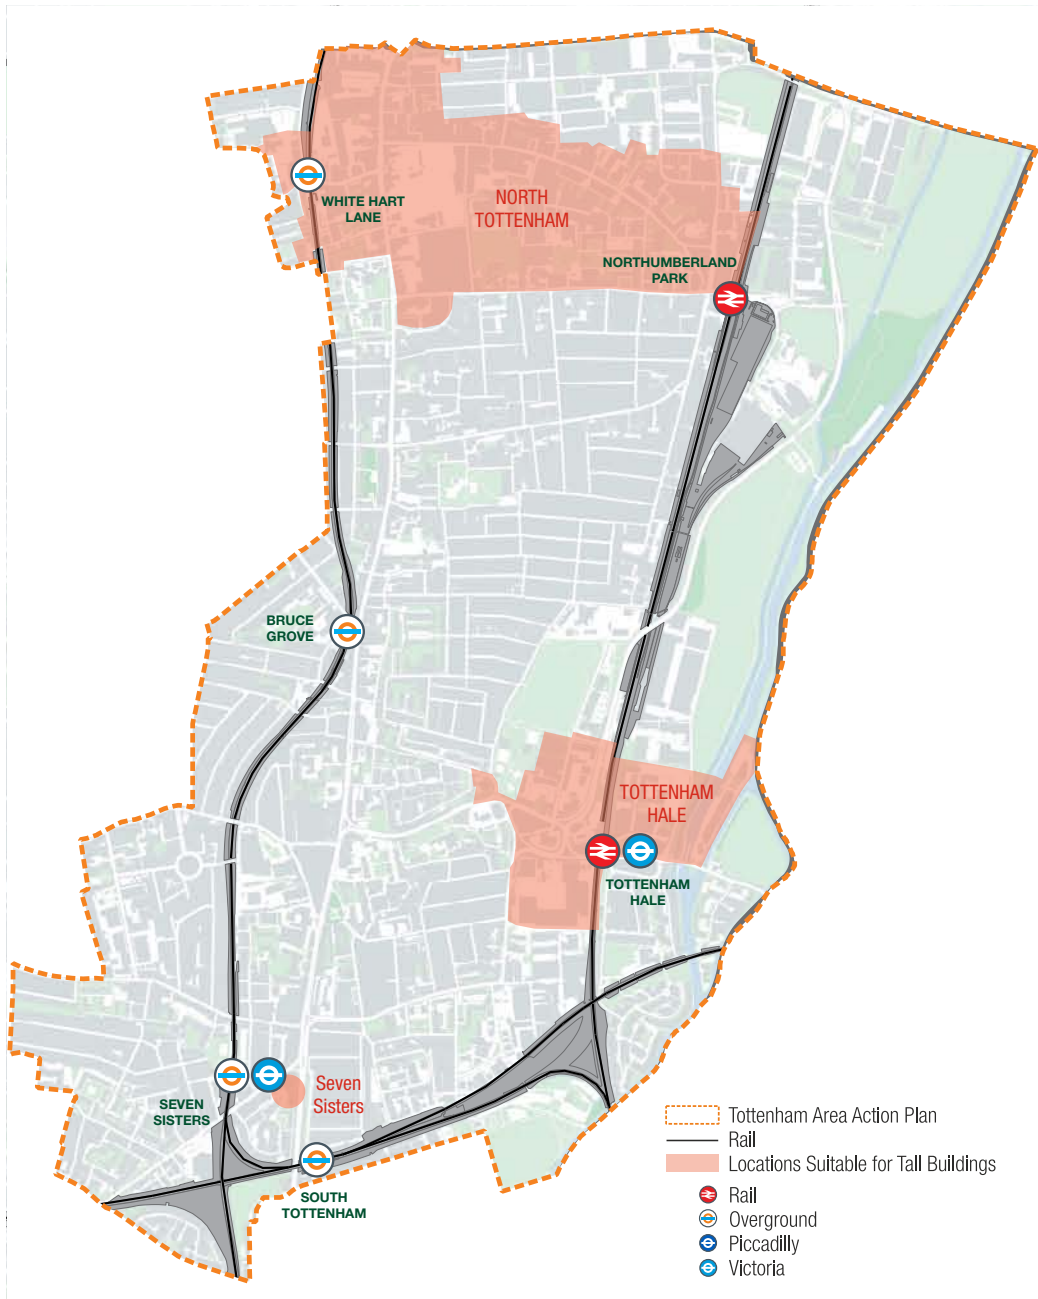 WHITE HART
LANE
NORTH
TOTTENHAM
NORTHUMBERLAND
PARK
BRUCE
GROVE
TOTTENHAM
HALE
TOTTENHAM
HALE
Seven
Sisters
SEVEN
SISTERS
SOUTH
TOTTENHAM
Tottenham Area Action Plan
Rail
Locations Suitable for Tall Buildings
Rail
Overground
Piccadilly
Victoria